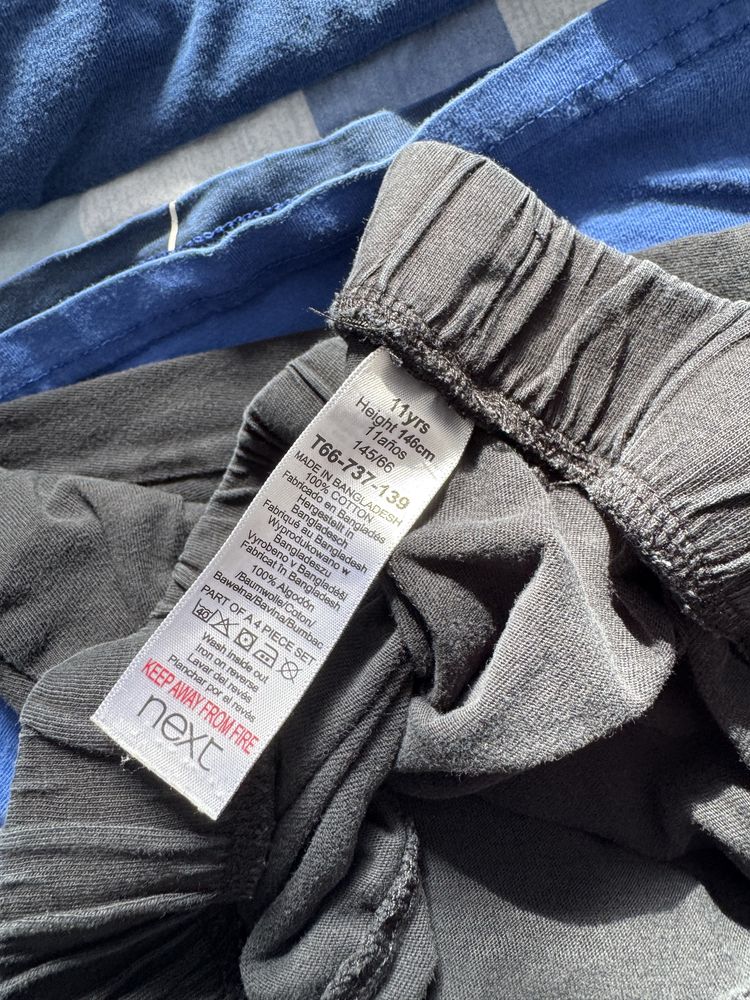 11yrs
Height 146cm
11años
145/66
T66-737-139
MADE IN BANGLADESH
100% COTTON
Fabricado en Bangladés
Hergestellt in
Bangladesch
Fabriqué au Bangladesh
Wyprodukowano w
Bangladeszu
Vyrobeno v Bangladéši
Fabricat în Bangladesh
100% Algodón
/Baumwolle/Coton/
Bawełna/Bavlna/Bumbac
PART OF A 4 PIECE SET
40
Wash inside out
Iron on reverse
Lavar del revés
Planchar por el revés
KEEP AWAY FROM FIRE
next